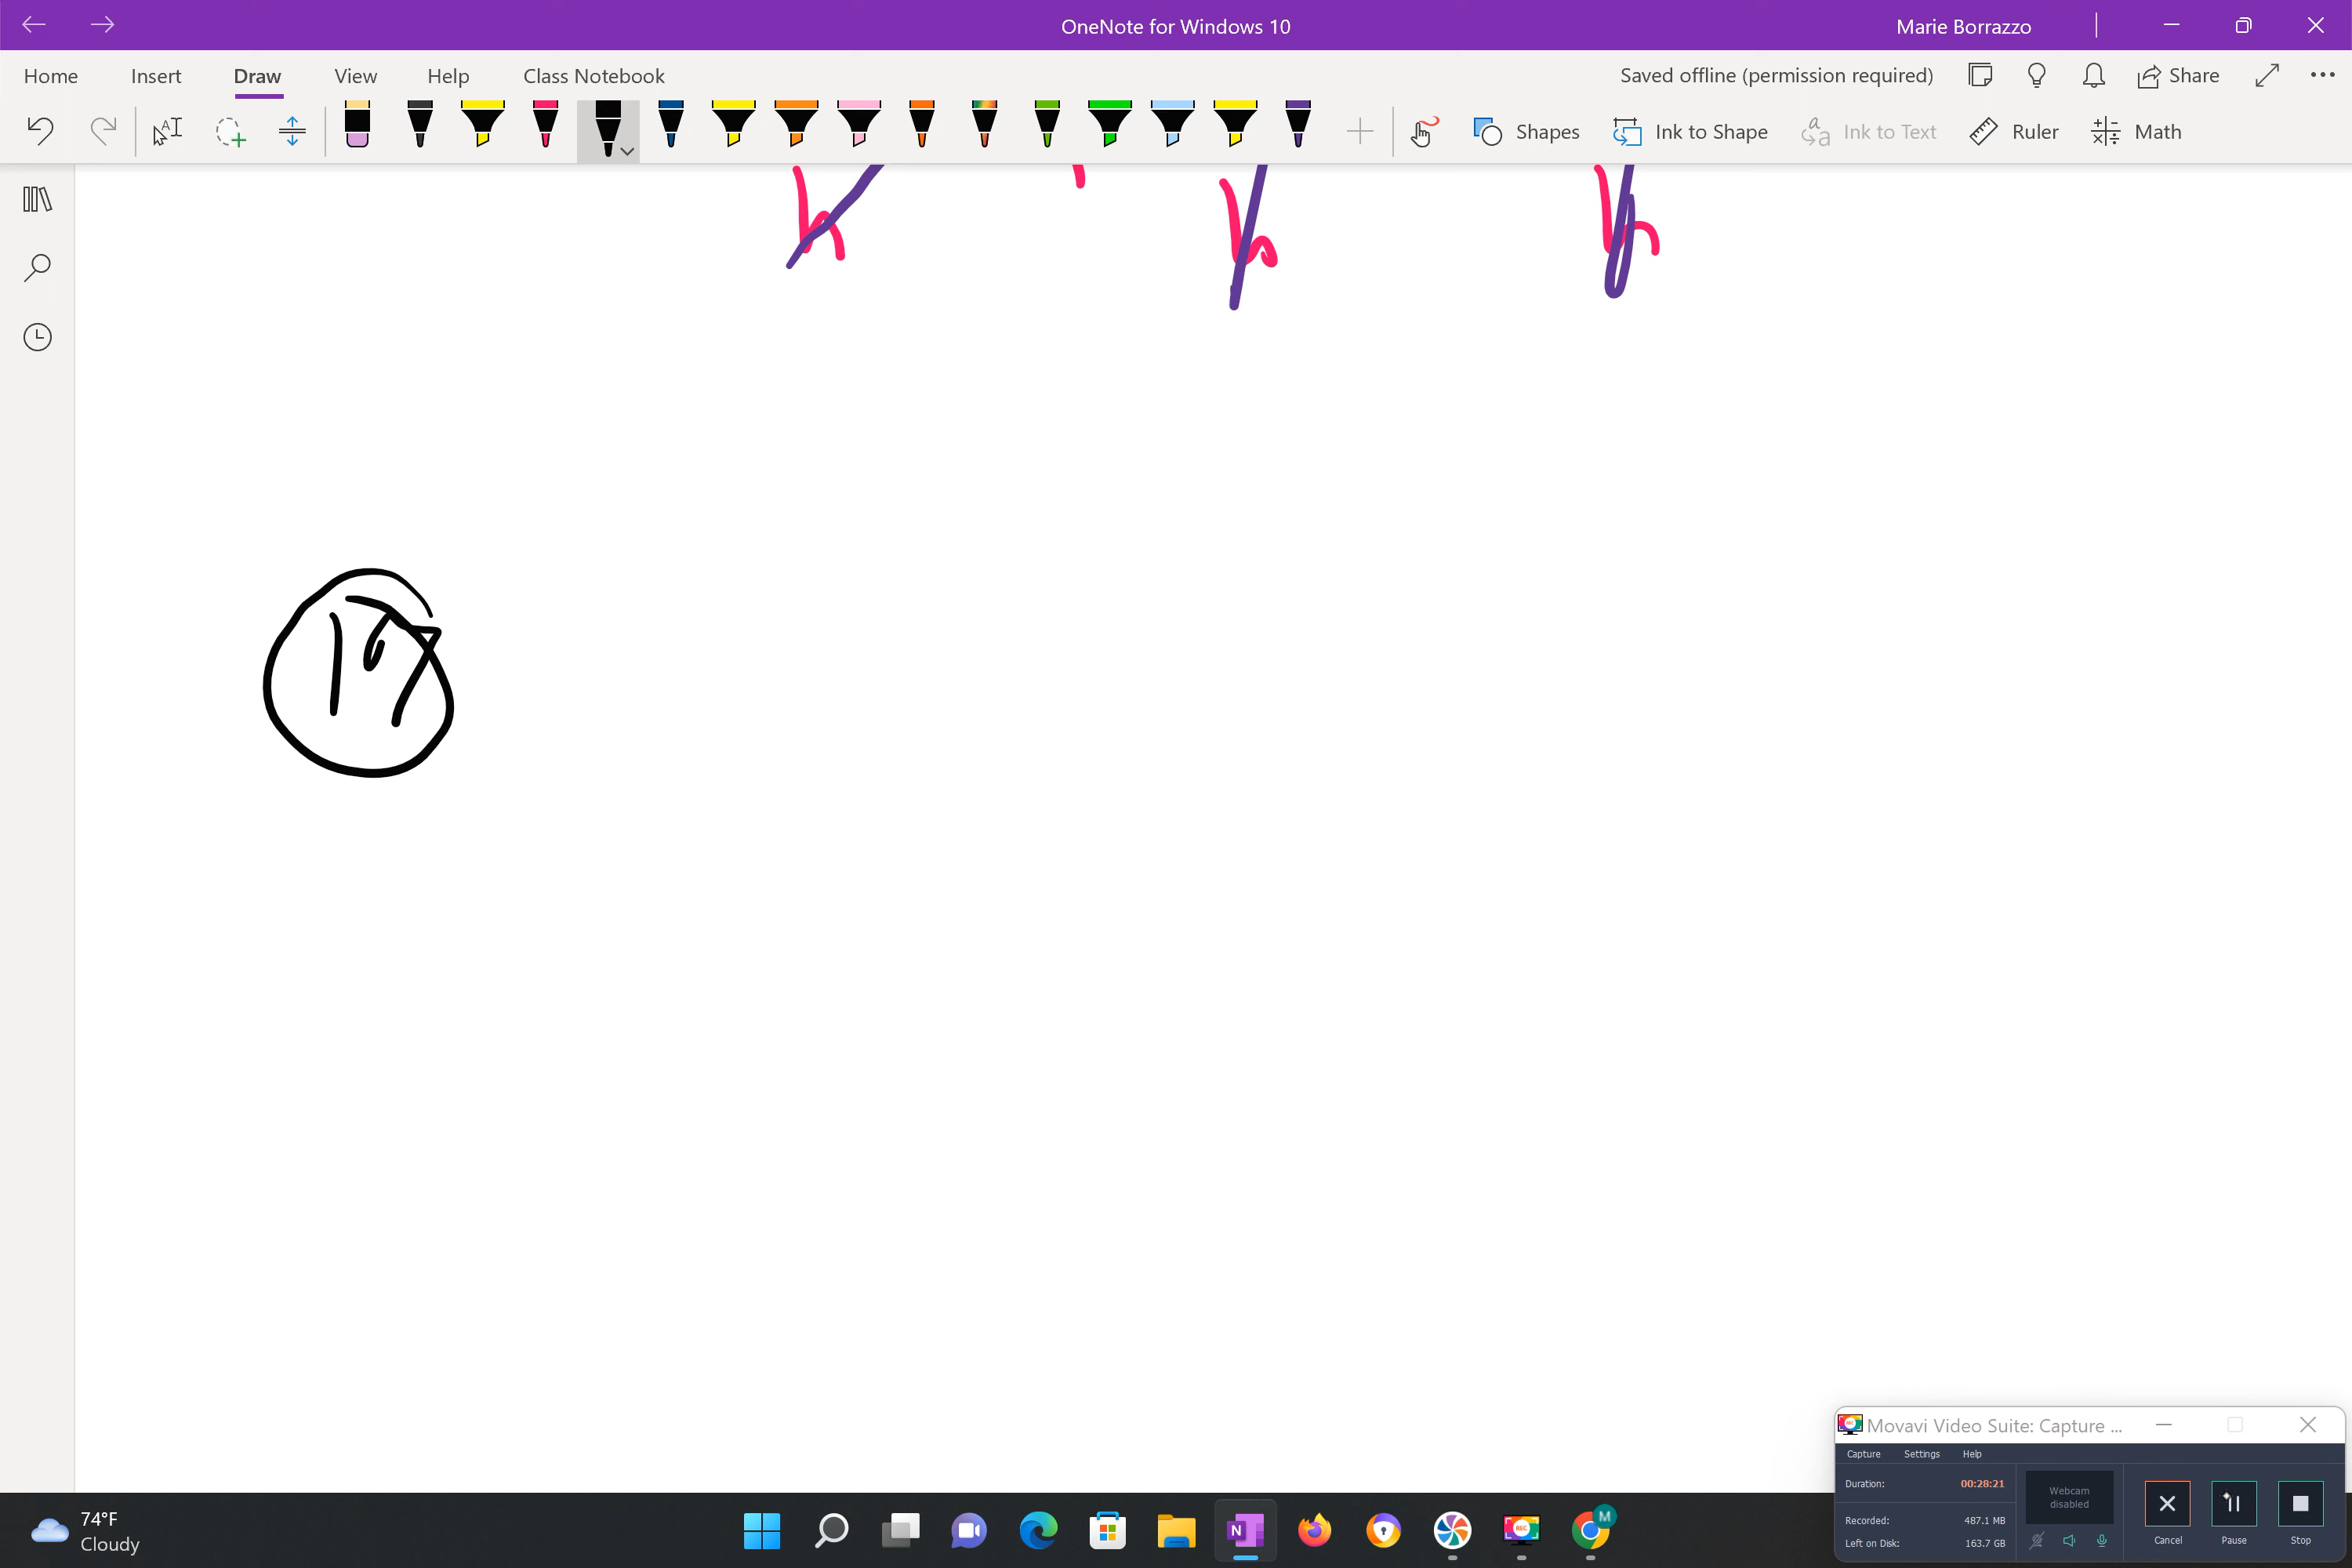 OneNote for Windows 10
Marie Borrazzo
Home Insert Draw View Help Class Notebook
Saved offline (permission required) Share
Shapes Ink to Shape Ink to Text Ruler Math
h h h
17
Movavi Video Suite: Capture ...
Capture Settings Help
Duration: 00:28:21
Webcam
disabled
Recorded: 487.1 MB
Left on Disk: 163.7 GB
Cancel Pause Stop
74°F
Cloudy